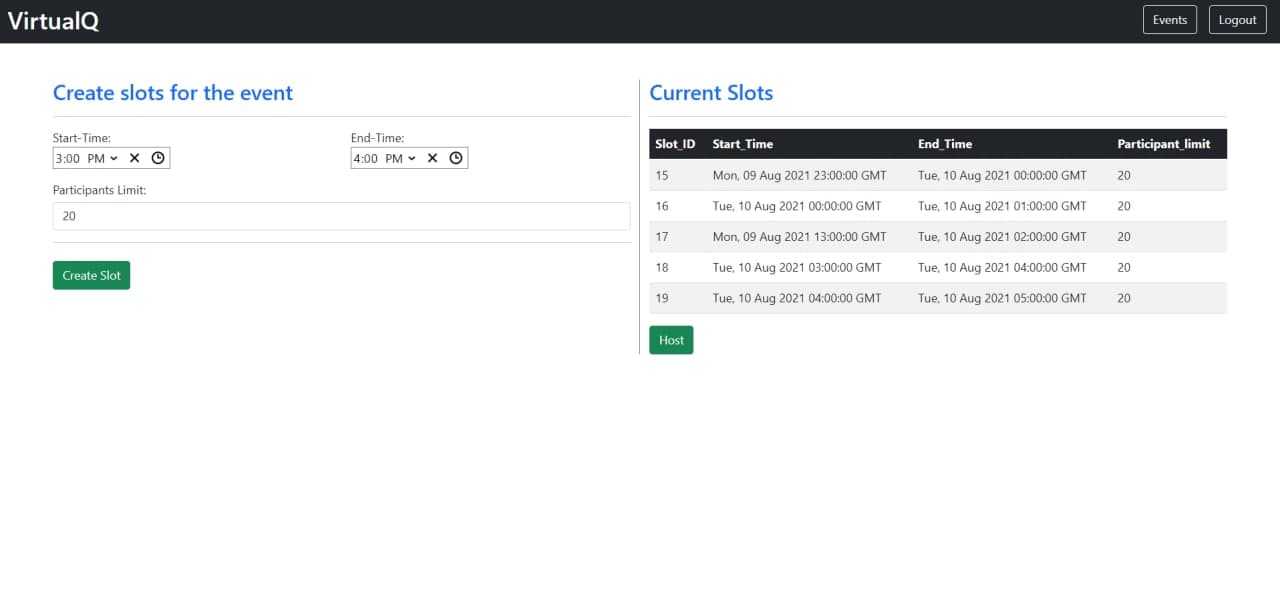 VirtualQ
Events Logout
Create slots for the event
Start-Time: End-Time:
3:00 PM 4:00 PM
Participants Limit:
20
Create Slot
Current Slots
Slot_ID Start_Time End_Time Participant_limit
15 Mon, 09 Aug 2021 23:00:00 GMT Tue, 10 Aug 2021 00:00:00 GMT 20
16 Tue, 10 Aug 2021 00:00:00 GMT Tue, 10 Aug 2021 01:00:00 GMT 20
17 Mon, 09 Aug 2021 13:00:00 GMT Tue, 10 Aug 2021 02:00:00 GMT 20
18 Tue, 10 Aug 2021 03:00:00 GMT Tue, 10 Aug 2021 04:00:00 GMT 20
19 Tue, 10 Aug 2021 04:00:00 GMT Tue, 10 Aug 2021 05:00:00 GMT 20
Host